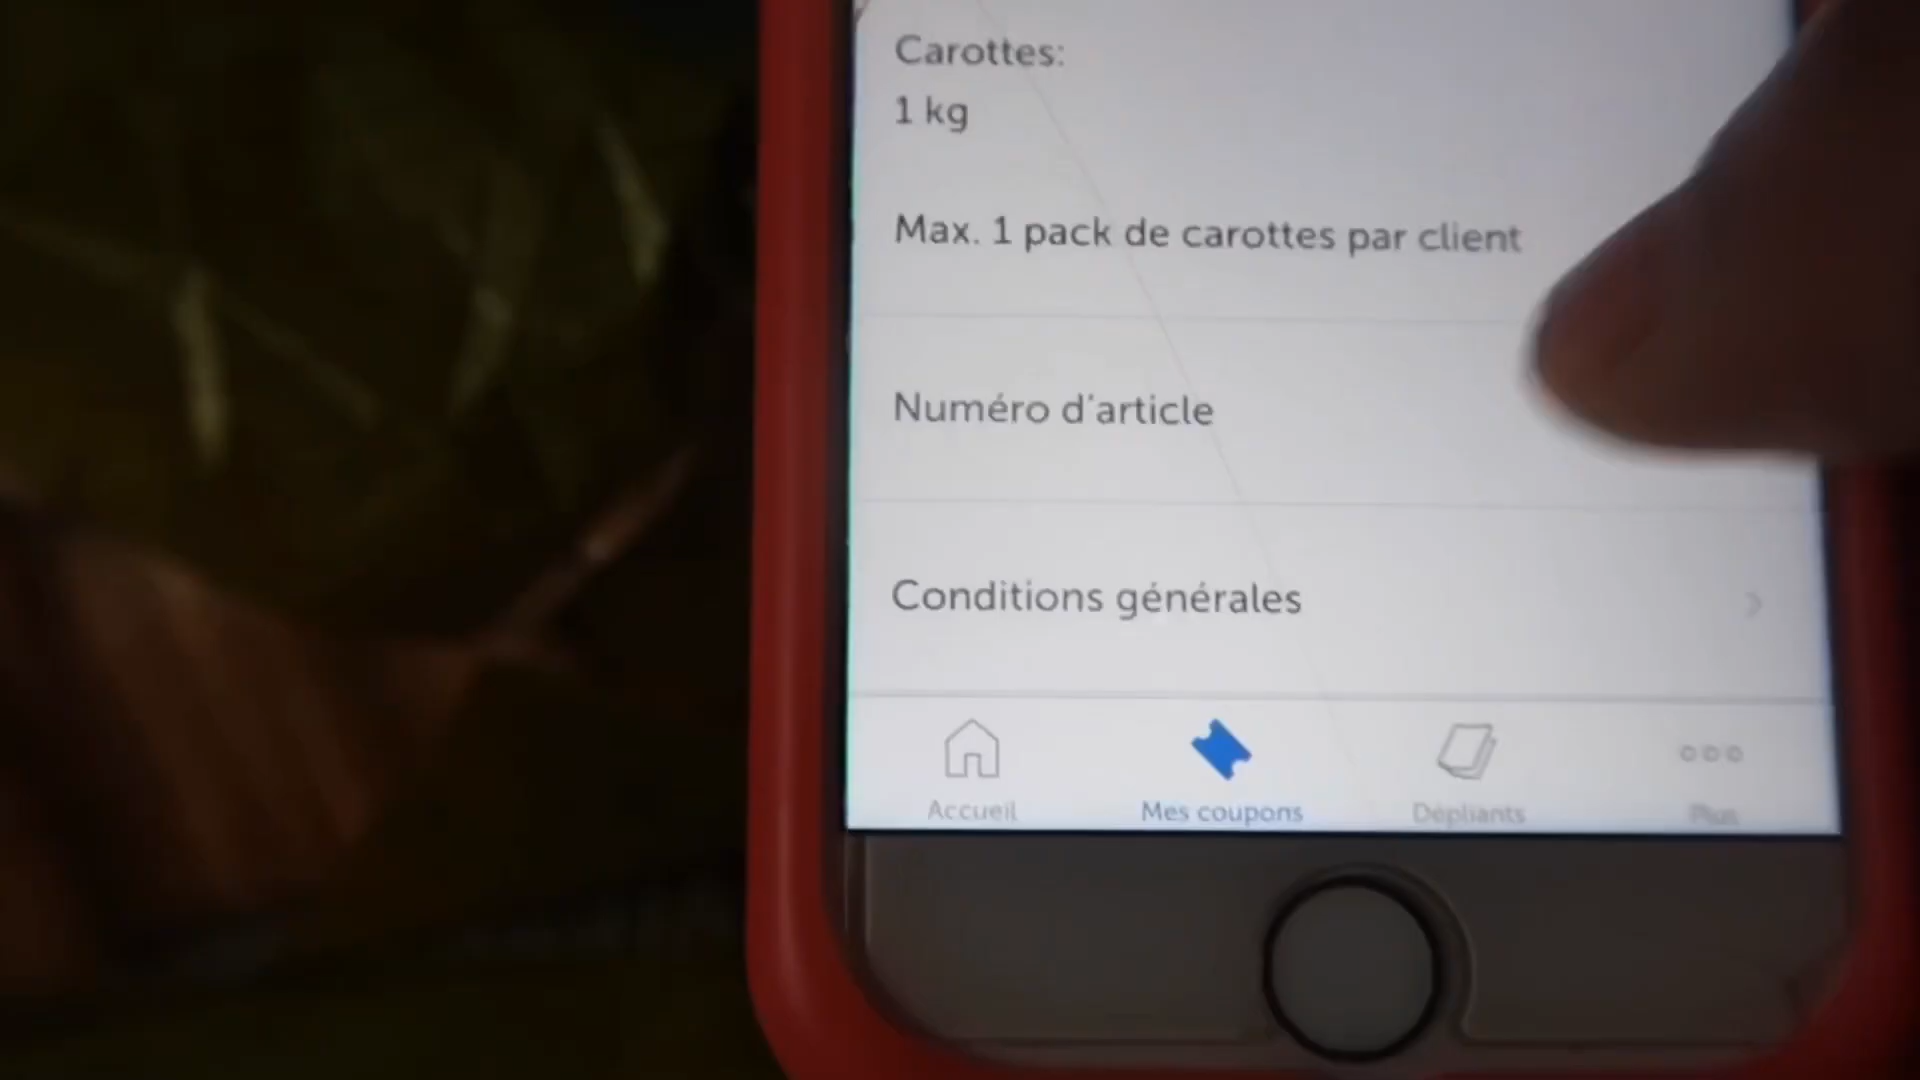 Carottes:
1 kg
Max. 1 pack de carottes par client
Numéro d'article
Conditions générales
Accueil
Mes coupons
Dépliants
Plus